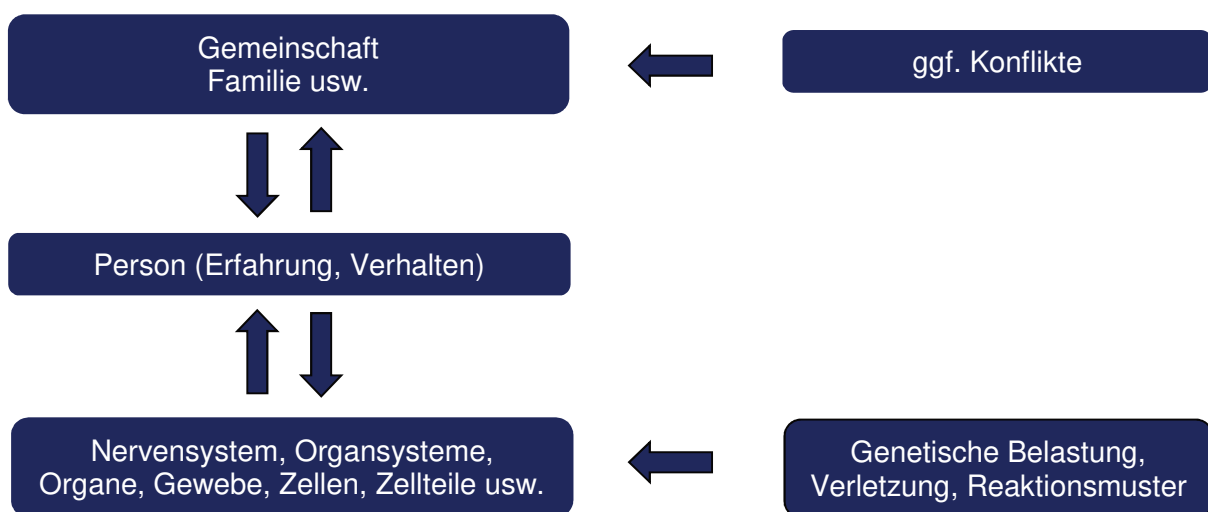 Gemeinschaft
Familie usw.
ggf. Konflikte
Person (Erfahrung, Verhalten)
Nervensystem, Organsysteme,
Organe, Gewebe, Zellen, Zellteile usw.
Genetische Belastung,
Verletzung, Reaktionsmuster